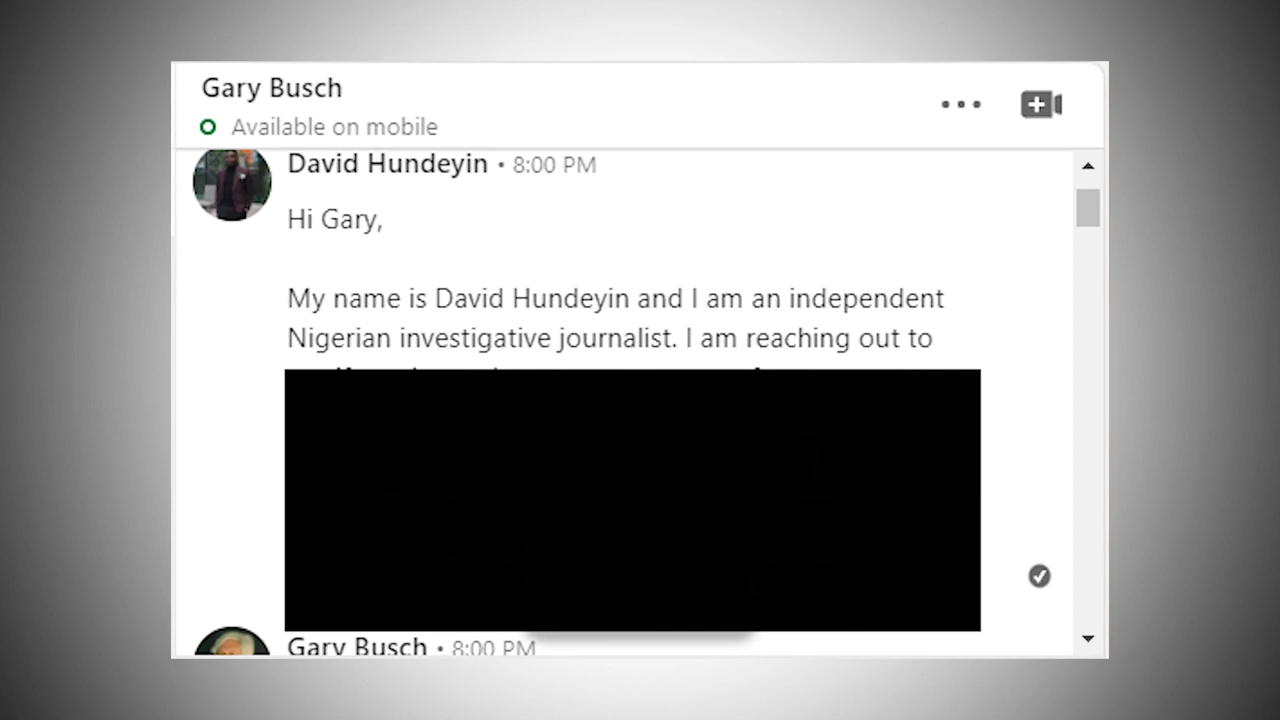 Gary Busch
Available on mobile
David Hundeyin • 8:00 PM
Hi Gary,
My name is David Hundeyin and I am an independent
Nigerian investigative journalist. I am reaching out to
Gary Busch • 8:00 PM